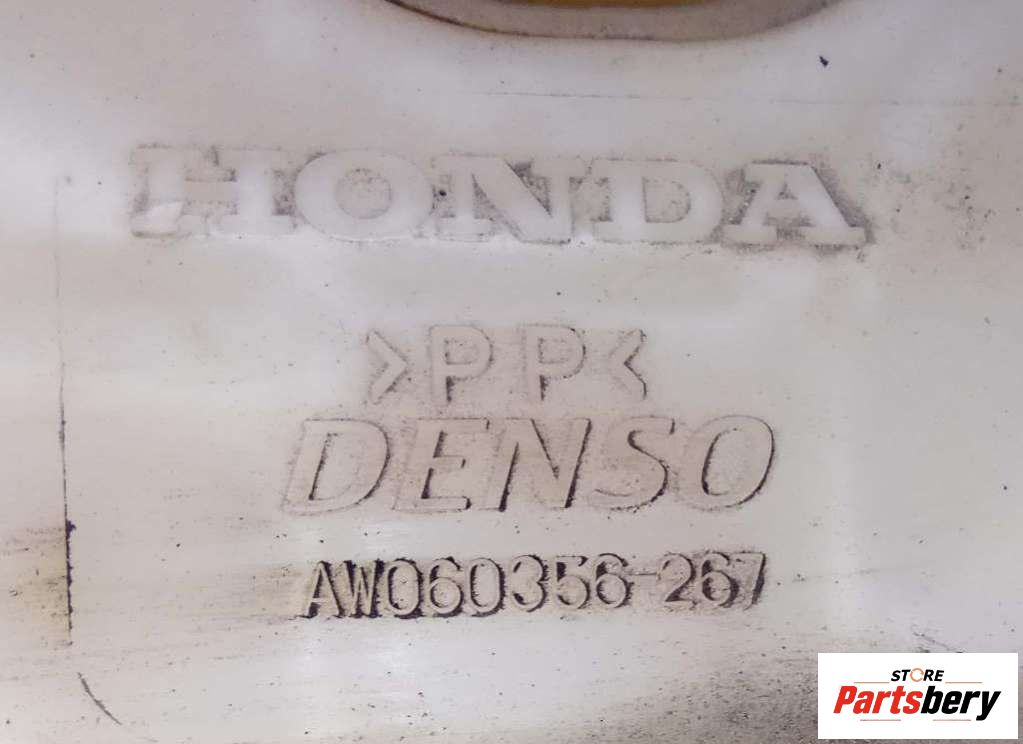 HONDA
>PP<
DENSO
AW060356-267
STORE
Partsbery